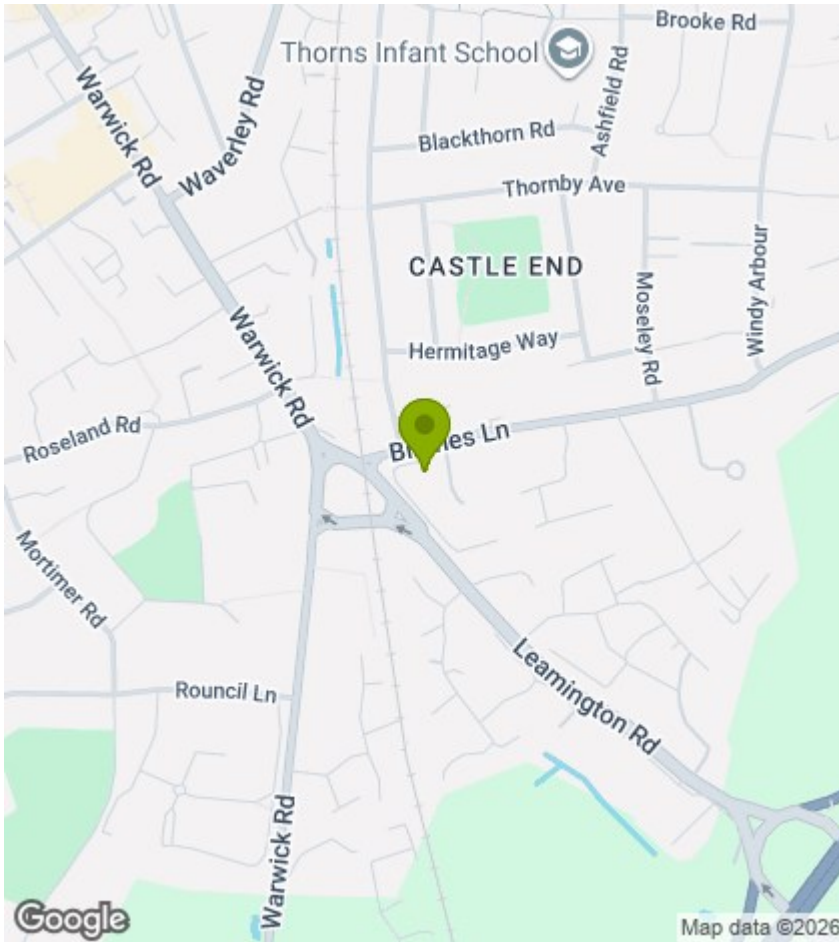 Brooke Rd
Thorns Infant School
Warwick Rd
Waverley Rd
Blackthorn Rd
Ashfield Rd
Thornby Ave
CASTLE END
Windy Arbour
Moseley Rd
Hermitage Way
Warwick Rd
Roseland Rd
Ln
Mortimer Rd
Rouncil Ln
Leamington Rd
Warwick Rd
Google
Map data ©2026